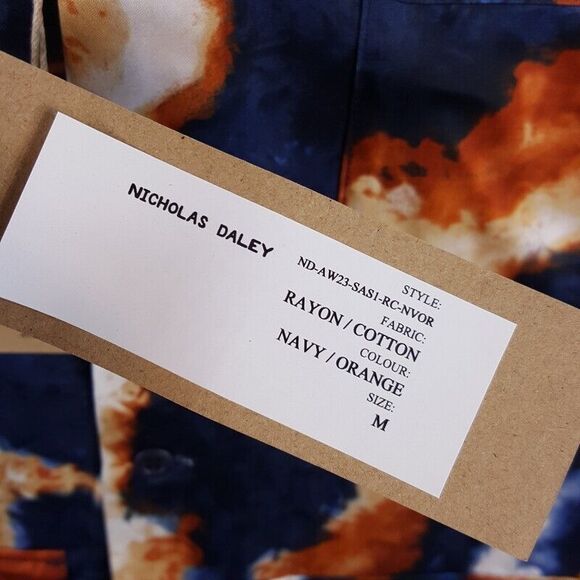 NICHOLAS DALEY
STYLE:
ND-AW23-SAS1-RC-NVOR
FABRIC:
RAYON / COTTON
COLOUR:
NAVY / ORANGE
SIZE:
M